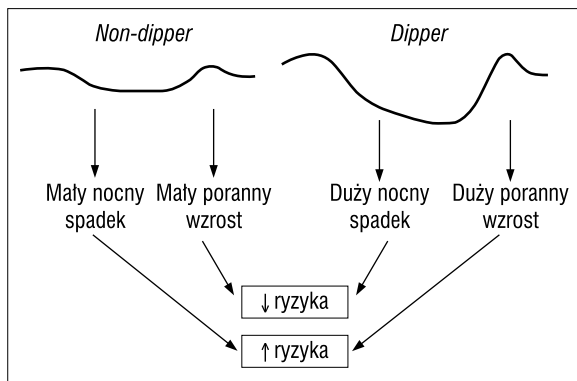 Non-dipper
Dipper
Mały nocny
spadek
Mały poranny
wzrost
Duży nocny
spadek
Duży poranny
wzrost
↓ ryzyka
↑ ryzyka